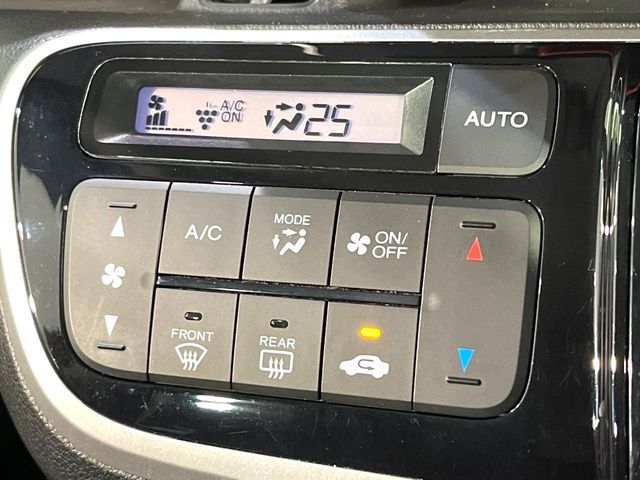 A/C
ON
25
AUTO
A/C
MODE
ON/
OFF
FRONT
REAR